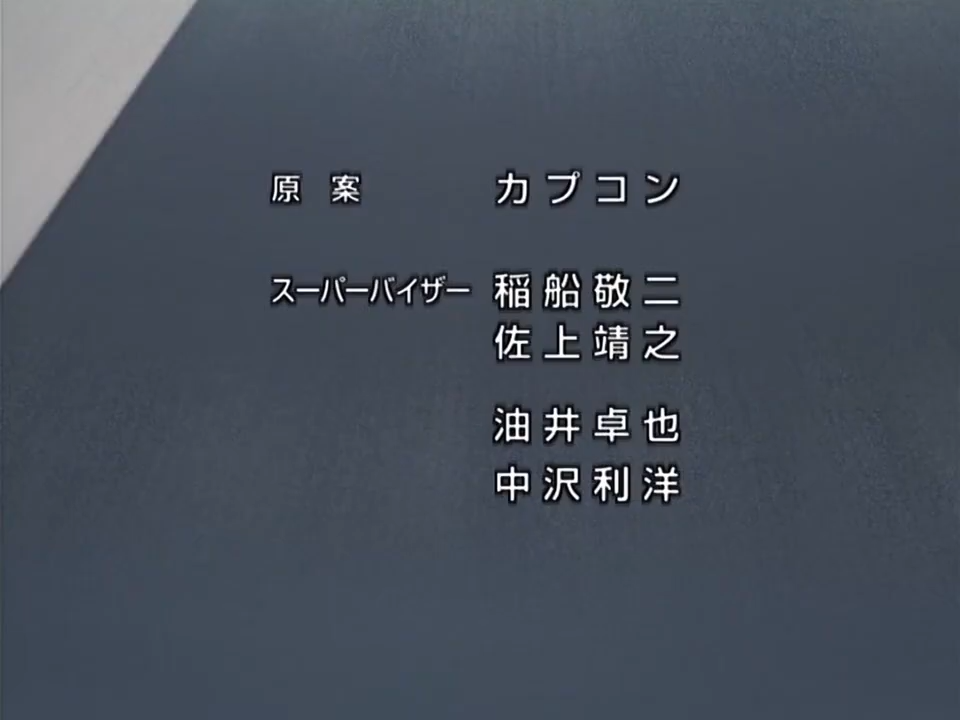 原案 カプコン
スーパーバイザー 稲船敬二
佐上靖之
油井卓也
中沢利洋